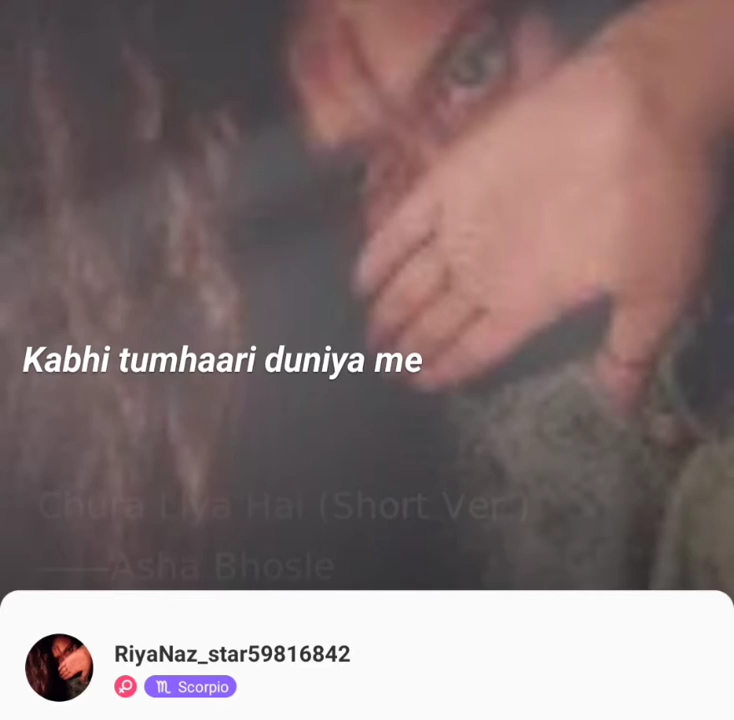 Kabhi tumhaari duniya me
Chura Liya Hai (Short Ver.)
——Asha Bhosle
RiyaNaz_star59816842
Scorpio